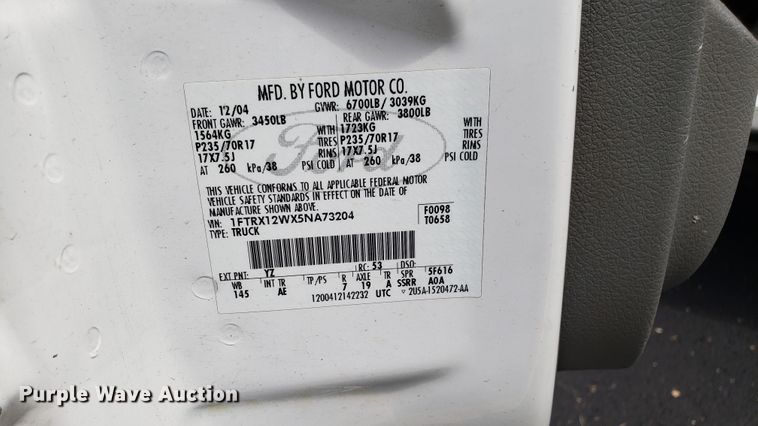 MFD. BY FORD MOTOR CO.
DATE: 12/04 GVWR: 6700LB/ 3039KG
FRONT GAWR: 3450LB REAR GAWR: 3800LB
1564KG WITH 1723KG WITH
P235/70R17 TIRES P235/70R17 TIRES
17X7.5J RIMS 17X7.5J RIMS
AT 260 kPa/38 PSI COLD AT 260 kPa/38 PSI COLD
Ford
THIS VEHICLE CONFORMS TO ALL APPLICABLE FEDERAL MOTOR
VEHICLE SAFETY STANDARDS IN EFFECT ON THE DATE OF
MANUFACTURE SHOWN ABOVE.
VIN: 1FTRX12WX5NA73204 F0098
TYPE: TRUCK T0658
EXT PNT: YZ RC: 53 DSO:
WB INT TR TP/PS R AXLE TR SPR 5F616
145 AE 7 19 A SSRR A0A
1200412142232 UTC 2U5A-1520472-AA
Purple Wave Auction